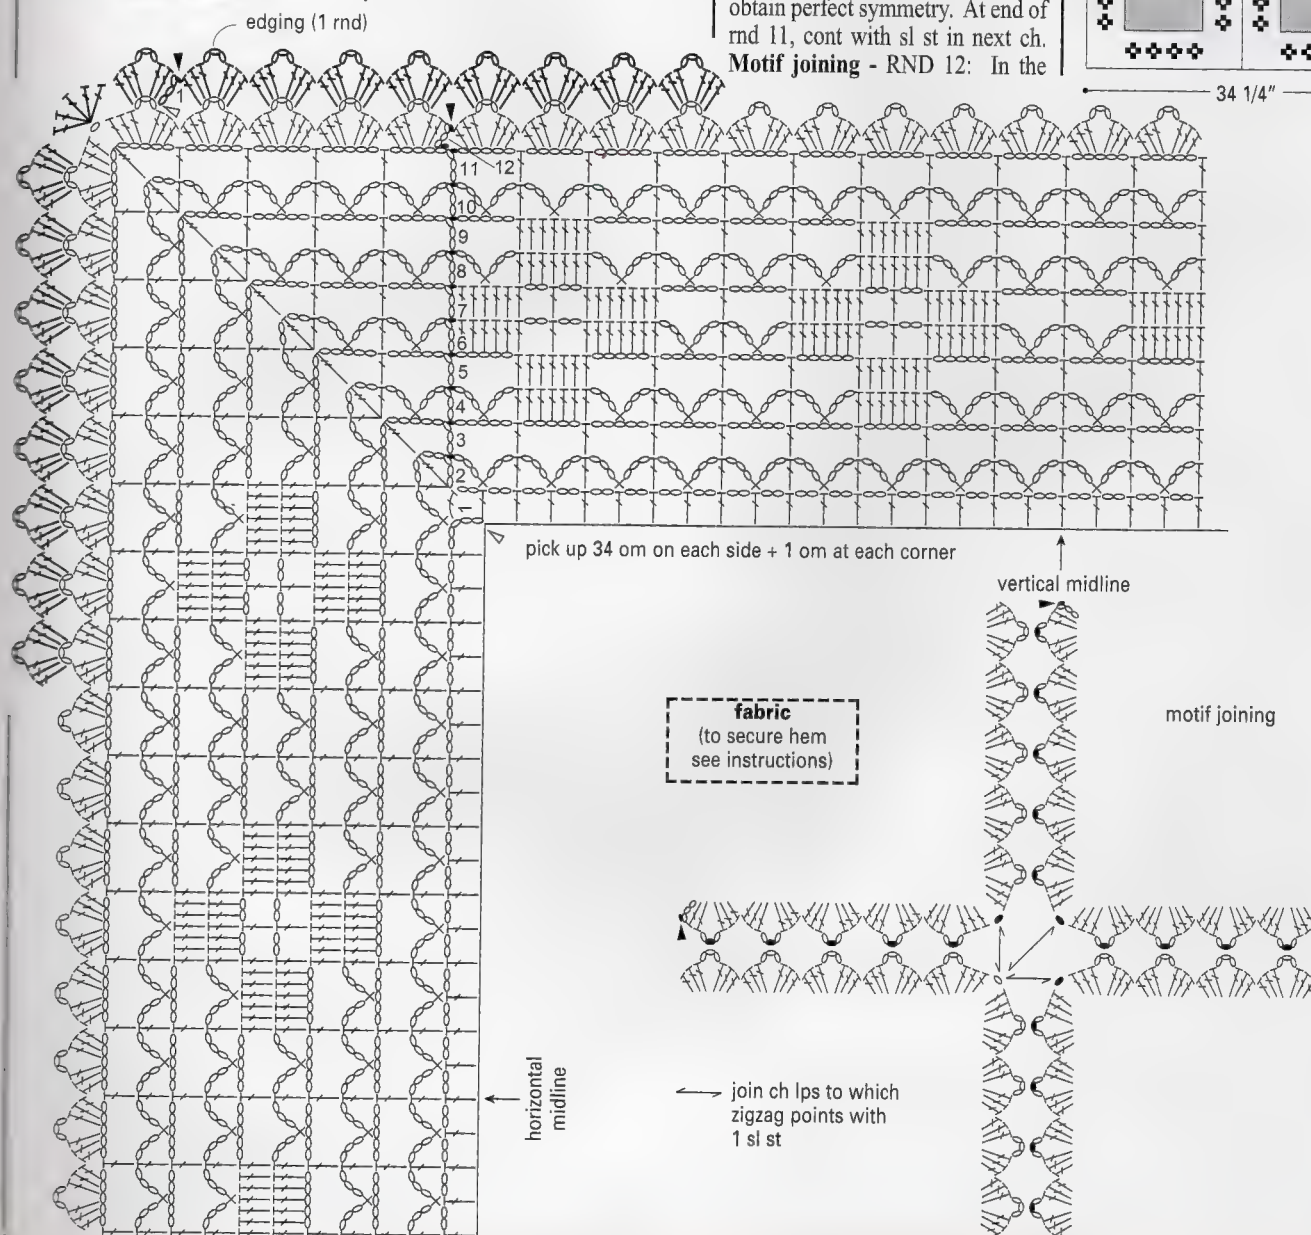 edging (1 rnd)
obtain perfect symmetry. At end of
rnd 11, cont with sl st in next ch.
Motif joining - RND 12: In the
34 1/4"
1
11 12
10
9
8
7
6
5
4
3
2
1
pick up 34 om on each side + 1 om at each corner
vertical midline
fabric
(to secure hem
see instructions)
motif joining
horizontal
midline
join ch lps to which
zigzag points with
1 sl st